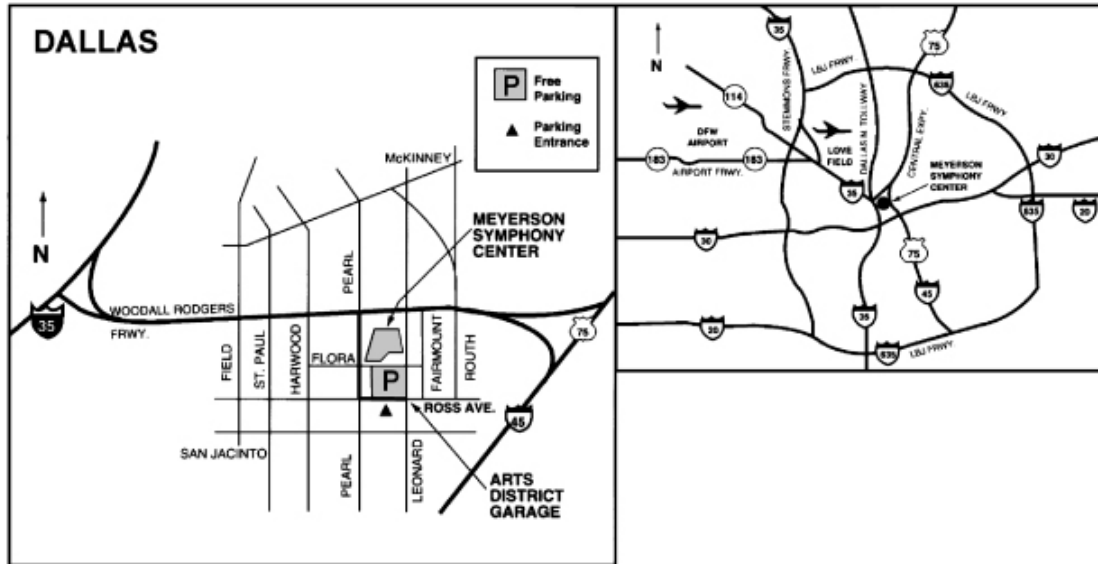 DALLAS
P
Free
Parking
Parking
Entrance
McKINNEY
MEYERSON
SYMPHONY
CENTER
N
PEARL
35
WOODALL RODGERS
FRWY.
75
FIELD
ST. PAUL
HARWOOD
FLORA
FAIRMOUNT
ROUTH
P
ROSS AVE.
45
SAN JACINTO
PEARL
LEONARD
ARTS
DISTRICT
GARAGE
N
35
75
LBJ FRWY.
635
LBJ FRWY
114
STEMMONS FRWY.
DALLAS N. TOLLWAY
CENTRAL EXPY.
DFW
AIRPORT
LOVE
FIELD
183
183
AIRPORT FRWY.
MEYERSON
SYMPHONY
CENTER
30
35
635
20
30
75
45
20
35
635
LBJ FRWY.